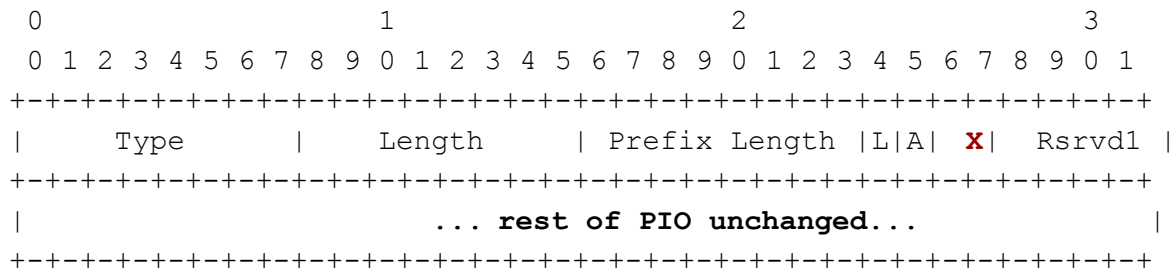 0                   1                   2                   3
 0 1 2 3 4 5 6 7 8 9 0 1 2 3 4 5 6 7 8 9 0 1 2 3 4 5 6 7 8 9 0 1
+-+-+-+-+-+-+-+-+-+-+-+-+-+-+-+-+-+-+-+-+-+-+-+-+-+-+-+-+-+-+-+-+
|     Type      |    Length     | Prefix Length |L|A| X|  Rsrvd1 |
+-+-+-+-+-+-+-+-+-+-+-+-+-+-+-+-+-+-+-+-+-+-+-+-+-+-+-+-+-+-+-+-+
|                       ... rest of PIO unchanged...             |
+-+-+-+-+-+-+-+-+-+-+-+-+-+-+-+-+-+-+-+-+-+-+-+-+-+-+-+-+-+-+-+-+